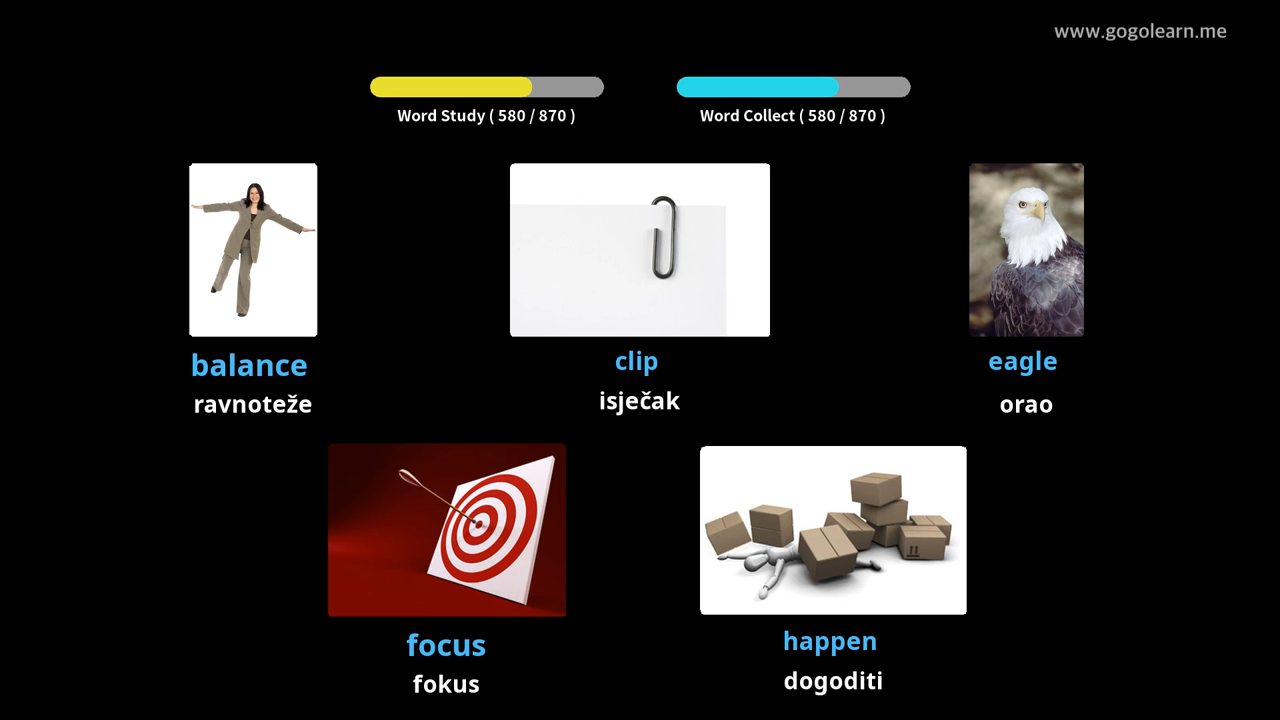 www.gogolearn.me
Word Study ( 580 / 870 )
Word Collect ( 580 / 870 )
balance
ravnoteže
clip
isječak
eagle
orao
focus
fokus
happen
dogoditi